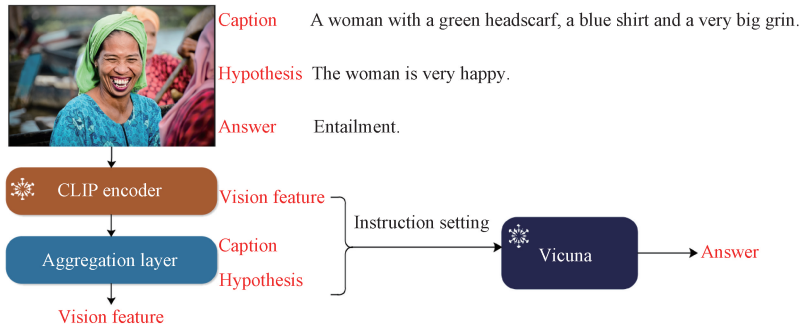 Caption A woman with a green headscarf, a blue shirt and a very big grin.
Hypothesis The woman is very happy.
Answer Entailment.
CLIP encoder
Vision feature
Instruction setting
Caption
Aggregation layer
Hypothesis
Vicuna
Answer
Vision feature